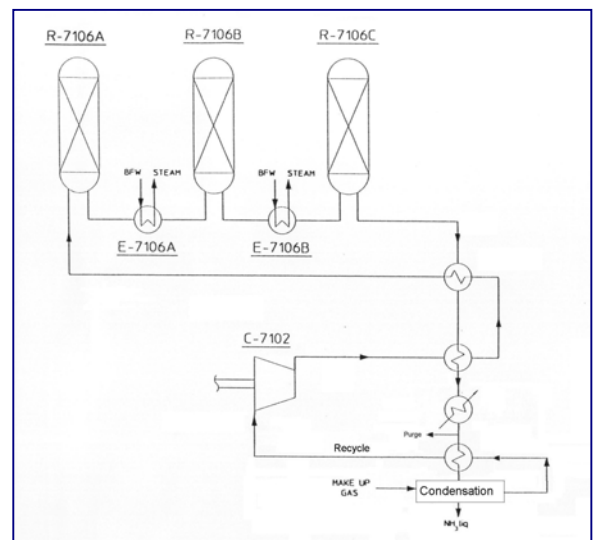 R-7106A
R-7106B
R-7106C
BFW
STEAM
BFW
STEAM
E-7106A
E-7106B
C-7102
Purge
Recycle
MAKE UP
GAS
Condensation
NH3 liq